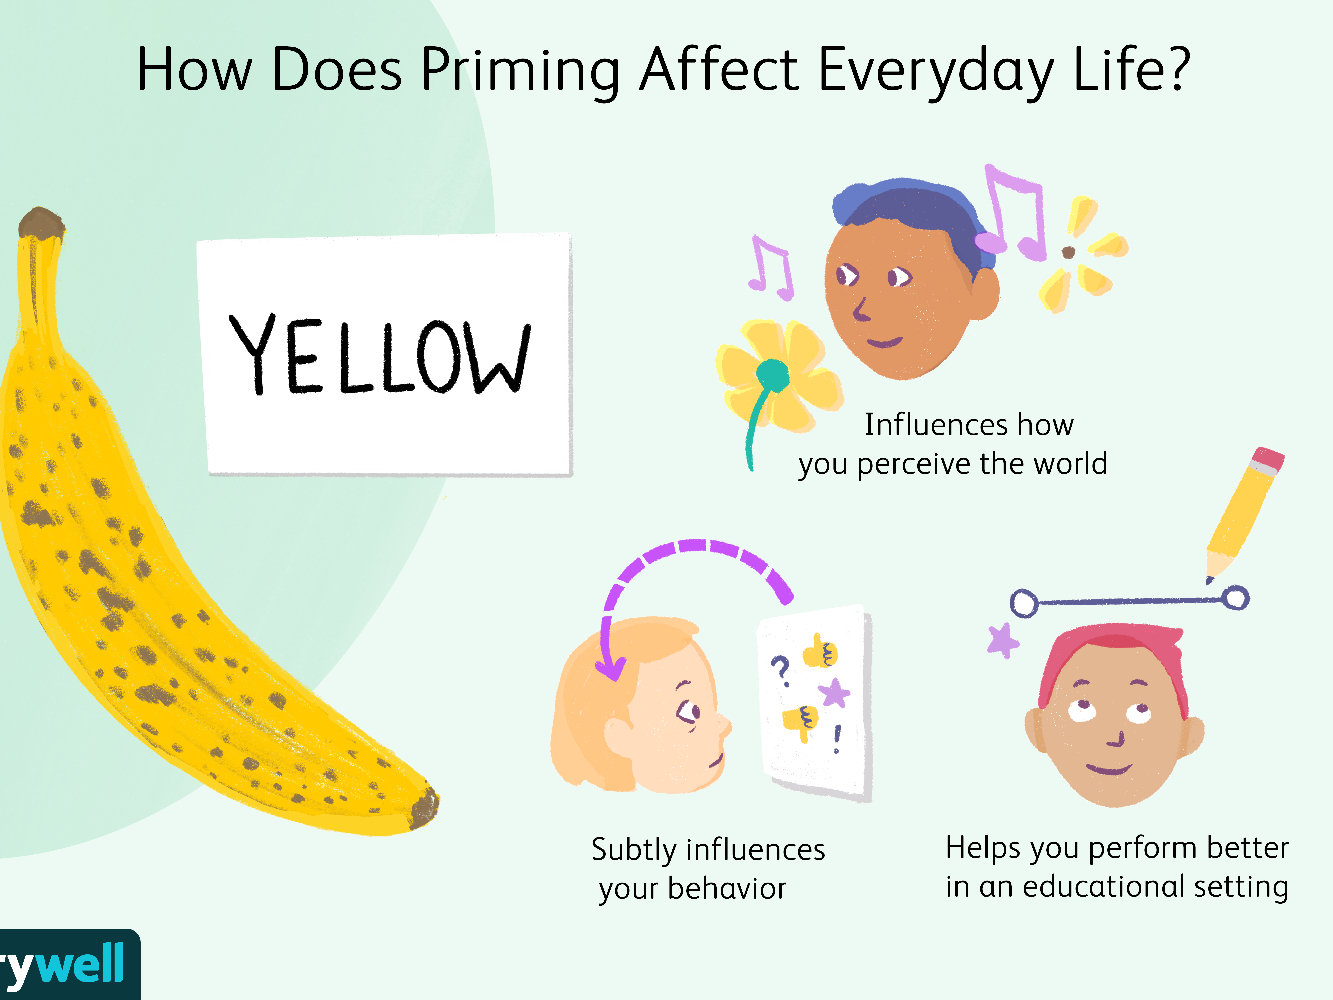 How Does Priming Affect Everyday Life?
YELLOW
Influences how
you perceive the world
?
!
Subtly influences
your behavior
Helps you perform better
in an educational setting
rywell